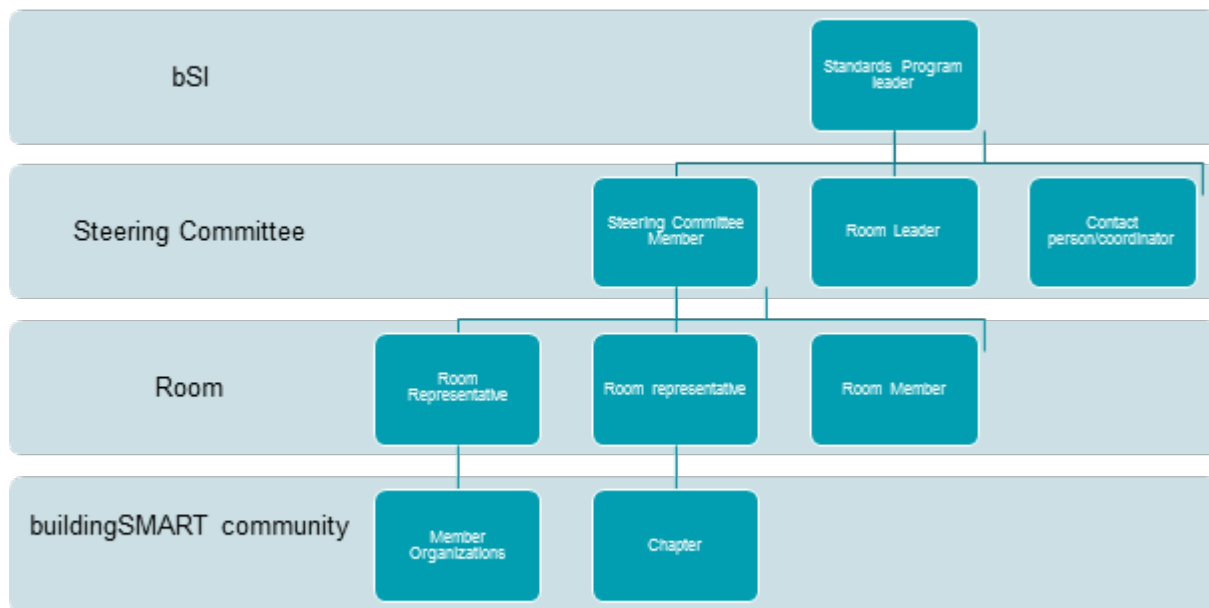 bSI
Standards Program
leader
Steering Committee
Steering Committee
Member
Room Leader
Contact
person/coordinator
Room
Room
Representative
Room representative
Room Member
buildingSMART community
Member
Organizations
Chapter